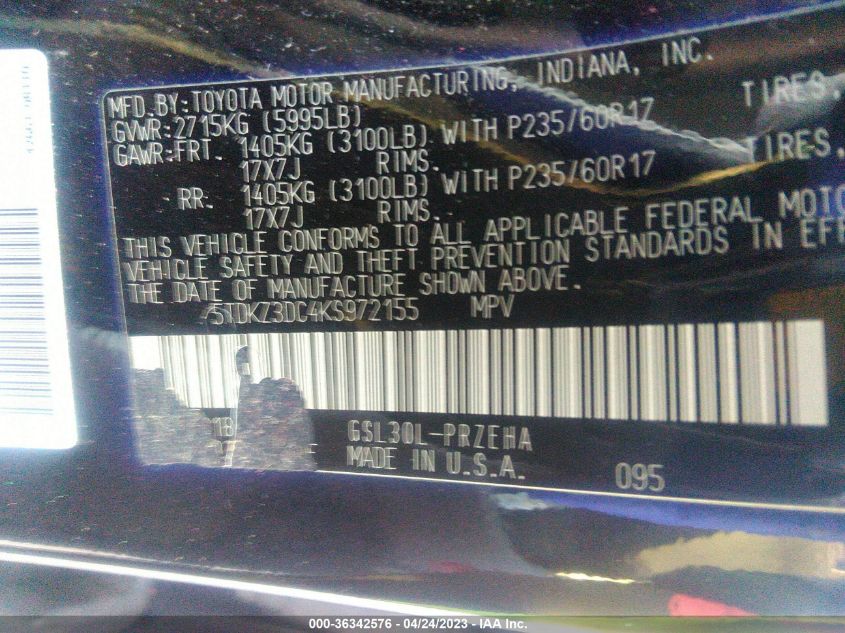 MFD.BY:TOYOTA MOTOR MANUFACTURING, INDIANA, INC.
GVWR:2715KG (5995LB)
GAWR:FRT. 1405KG (3100LB) WITH P235/60R17 TIRES,
17X7J RIMS.
RR. 1405KG (3100LB) WITH P235/60R17 TIRES,
17X7J RIMS.
THIS VEHICLE CONFORMS TO ALL APPLICABLE FEDERAL MOTO
VEHICLE SAFETY AND THEFT PREVENTION STANDARDS IN EFF
THE DATE OF MANUFACTURE SHOWN ABOVE.
5TDKZ3DC4KS972155 MPV
GSL30L-PRZEHA
MADE IN U.S.A.
095
000-36342576 - 04/24/2023 - IAA Inc.